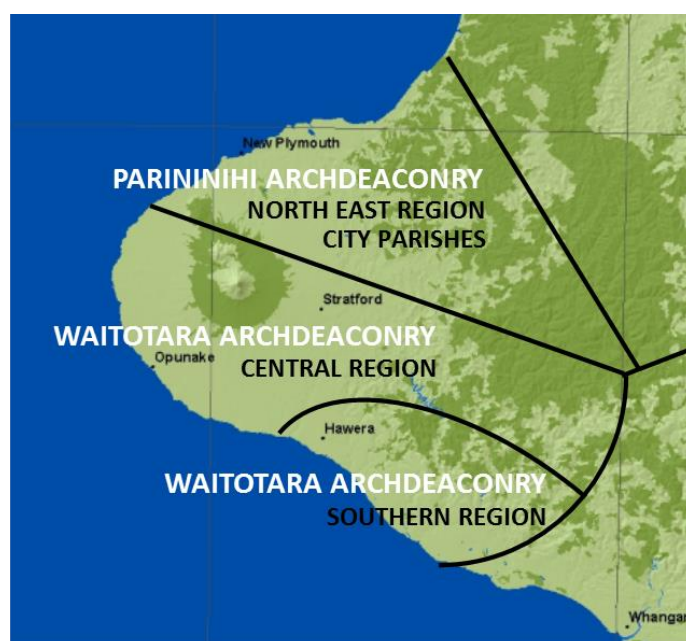 New Plymouth
PARININIHI ARCHDEACONRY
NORTH EAST REGION
CITY PARISHES
Stratford
WAITOTARA ARCHDEACONRY
Opunake
CENTRAL REGION
Hawera
WAITOTARA ARCHDEACONRY
SOUTHERN REGION
Whangar